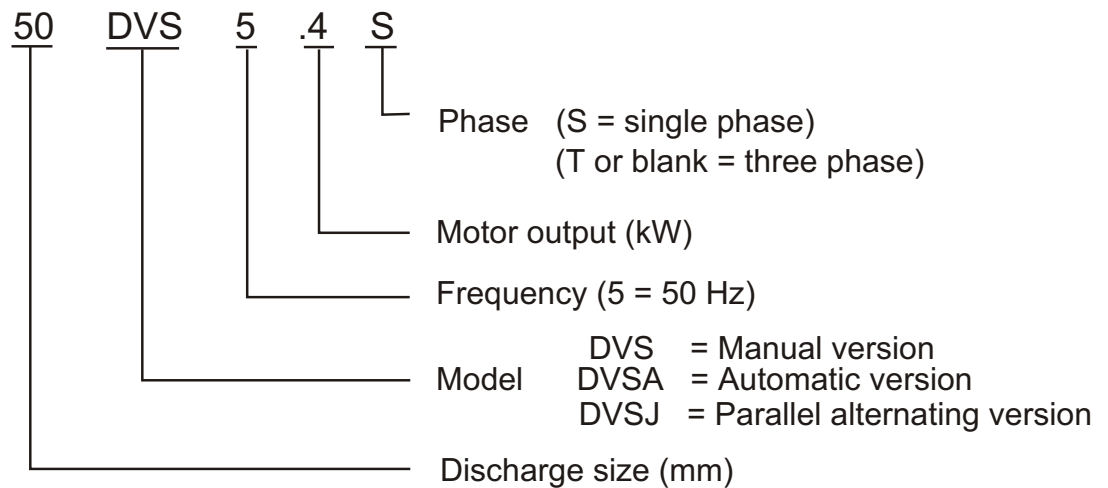 50 DVS 5 .4 S
Phase (S = single phase)
(T or blank = three phase)
Motor output (kW)
Frequency (5 = 50 Hz)
DVS = Manual version
Model DVSA = Automatic version
DVSJ = Parallel alternating version
Discharge size (mm)